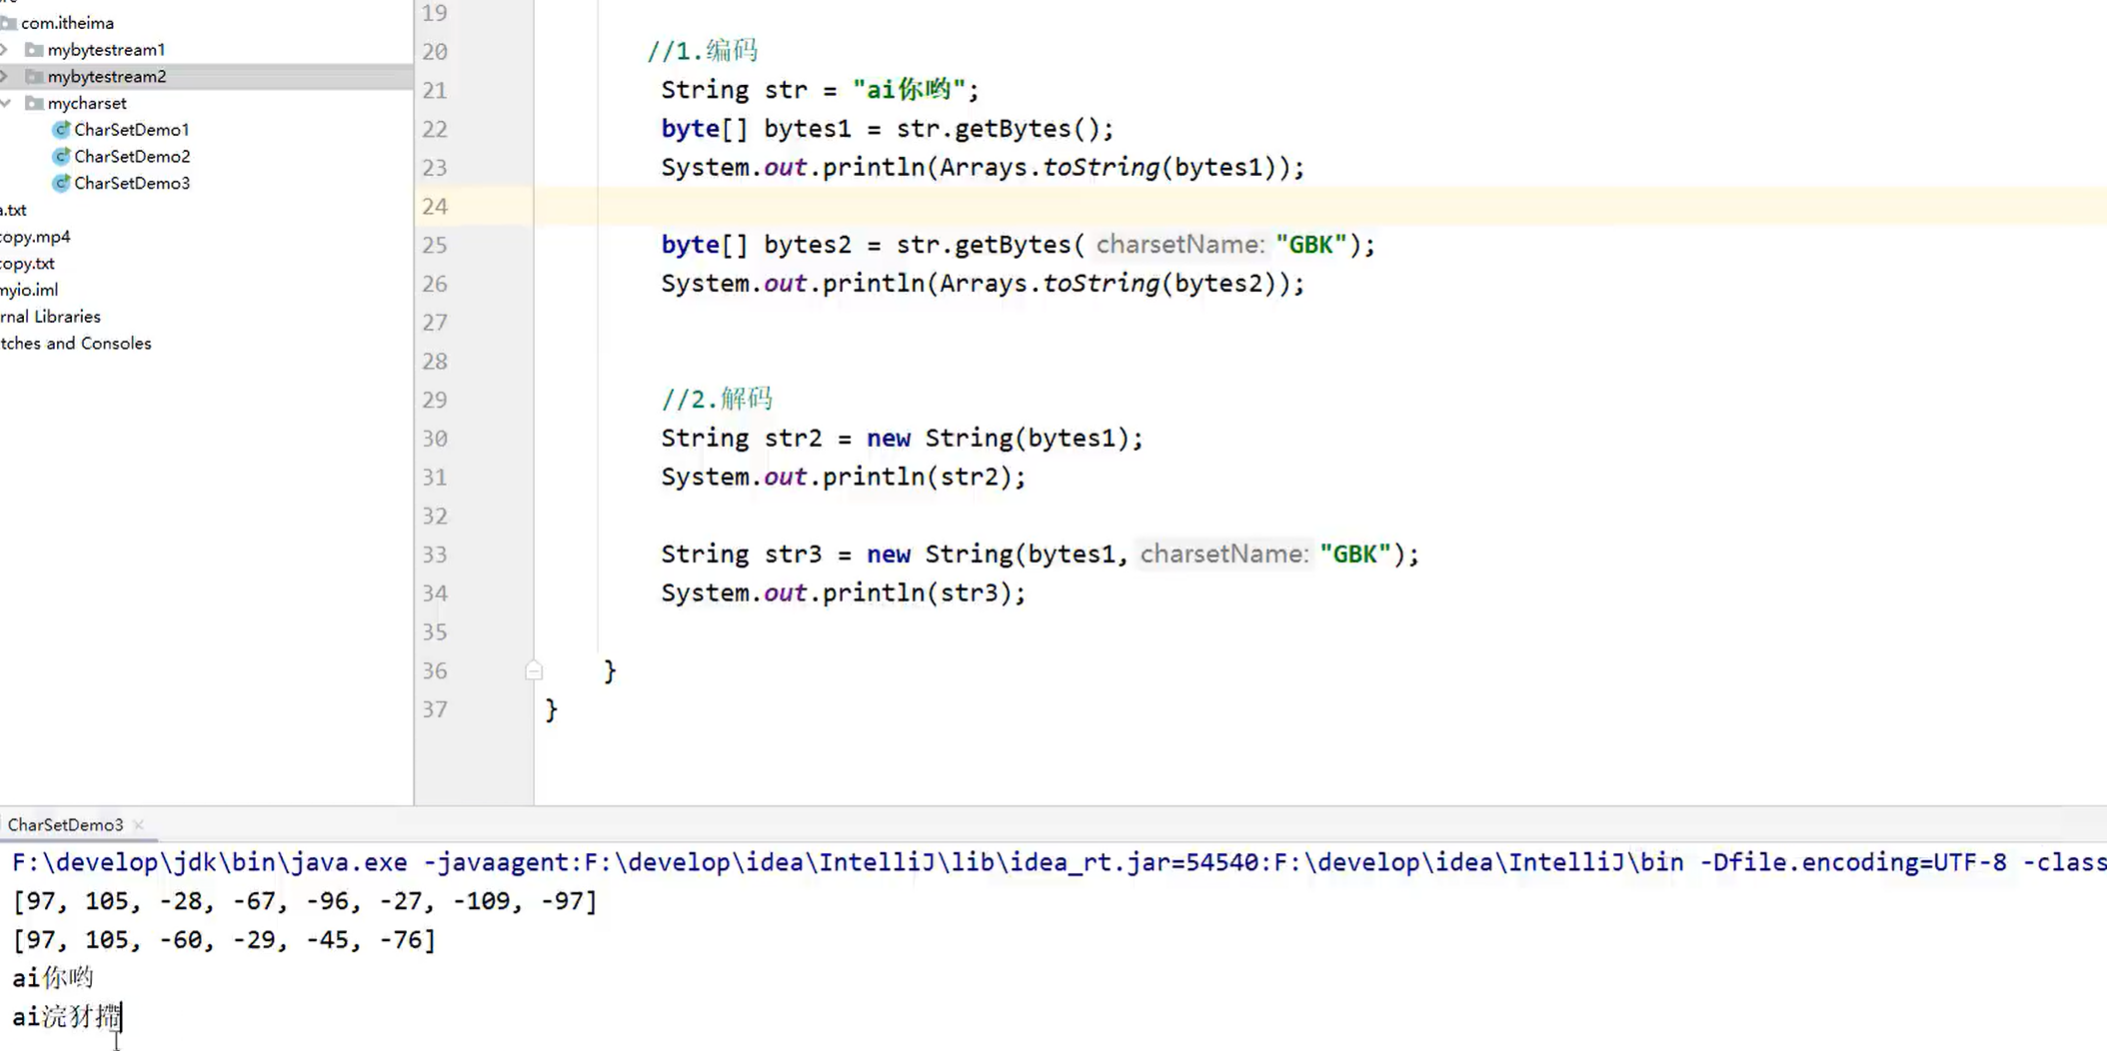 com.itheima
mybytestream1
mybytestream2
mycharset
CharSetDemo1
CharSetDemo2
CharSetDemo3
a.txt
copy.mp4
copy.txt
myio.iml
rnal Libraries
tches and Consoles
19
20 //1.编码
21 String str = "ai你哟";
22 byte[] bytes1 = str.getBytes();
23 System.out.println(Arrays.toString(bytes1));
24
25 byte[] bytes2 = str.getBytes( charsetName: "GBK");
26 System.out.println(Arrays.toString(bytes2));
27
28
29 //2.解码
30 String str2 = new String(bytes1);
31 System.out.println(str2);
32
33 String str3 = new String(bytes1, charsetName: "GBK");
34 System.out.println(str3);
35
36 }
37 }
CharSetDemo3
F:\develop\jdk\bin\java.exe -javaagent:F:\develop\idea\IntelliJ\lib\idea_rt.jar=54540:F:\develop\idea\IntelliJ\bin -Dfile.encoding=UTF-8 -class
[97, 105, -28, -67, -96, -27, -109, -97]
[97, 105, -60, -29, -45, -76]
ai你哟
ai浣犲摕